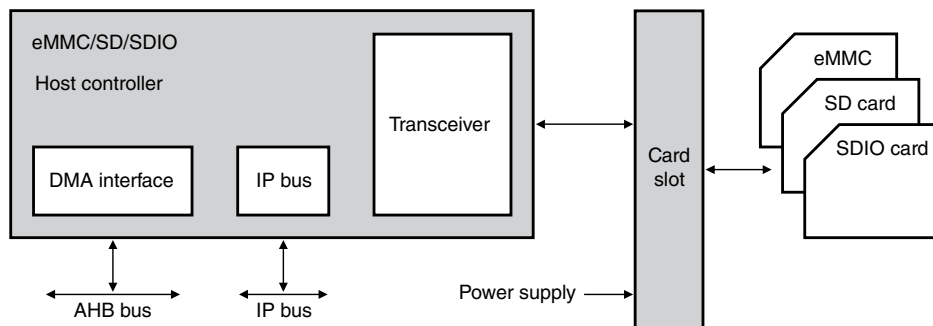 eMMC/SD/SDIO
Host controller
Transceiver
DMA interface
IP bus
AHB bus
IP bus
Card
slot
Power supply
eMMC
SD card
SDIO card